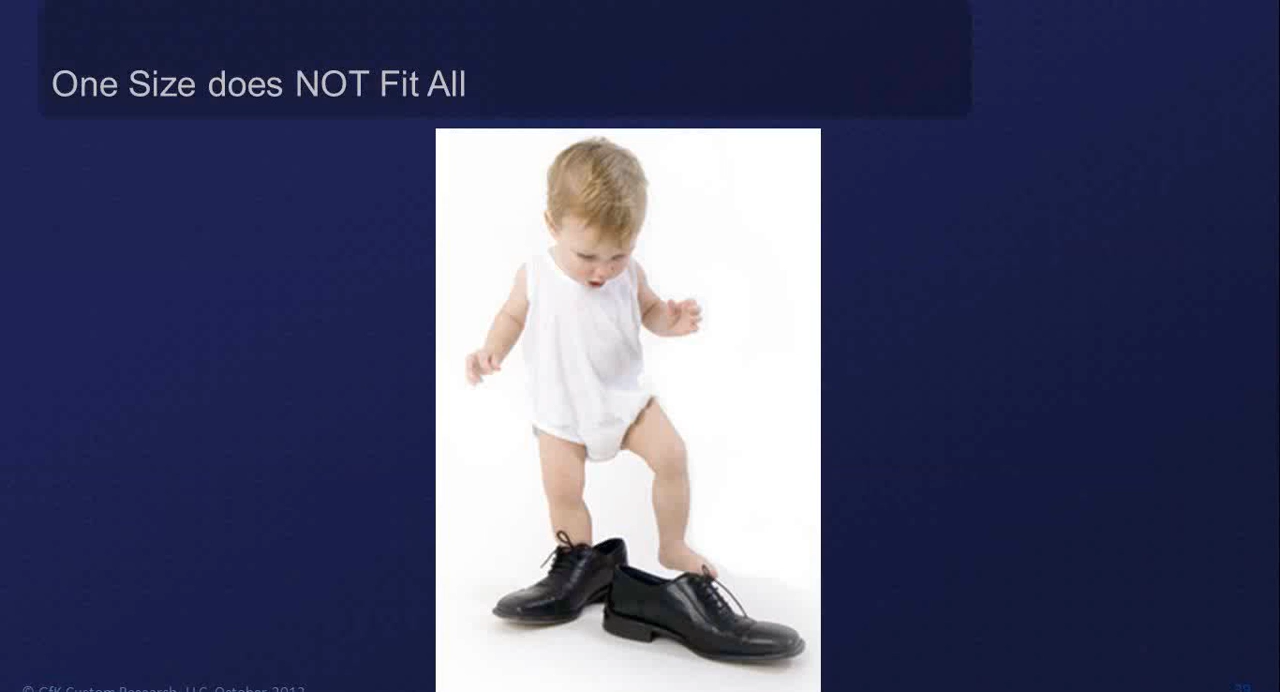 One Size does NOT Fit All
© GfK Custom Research, LLC, October 2012